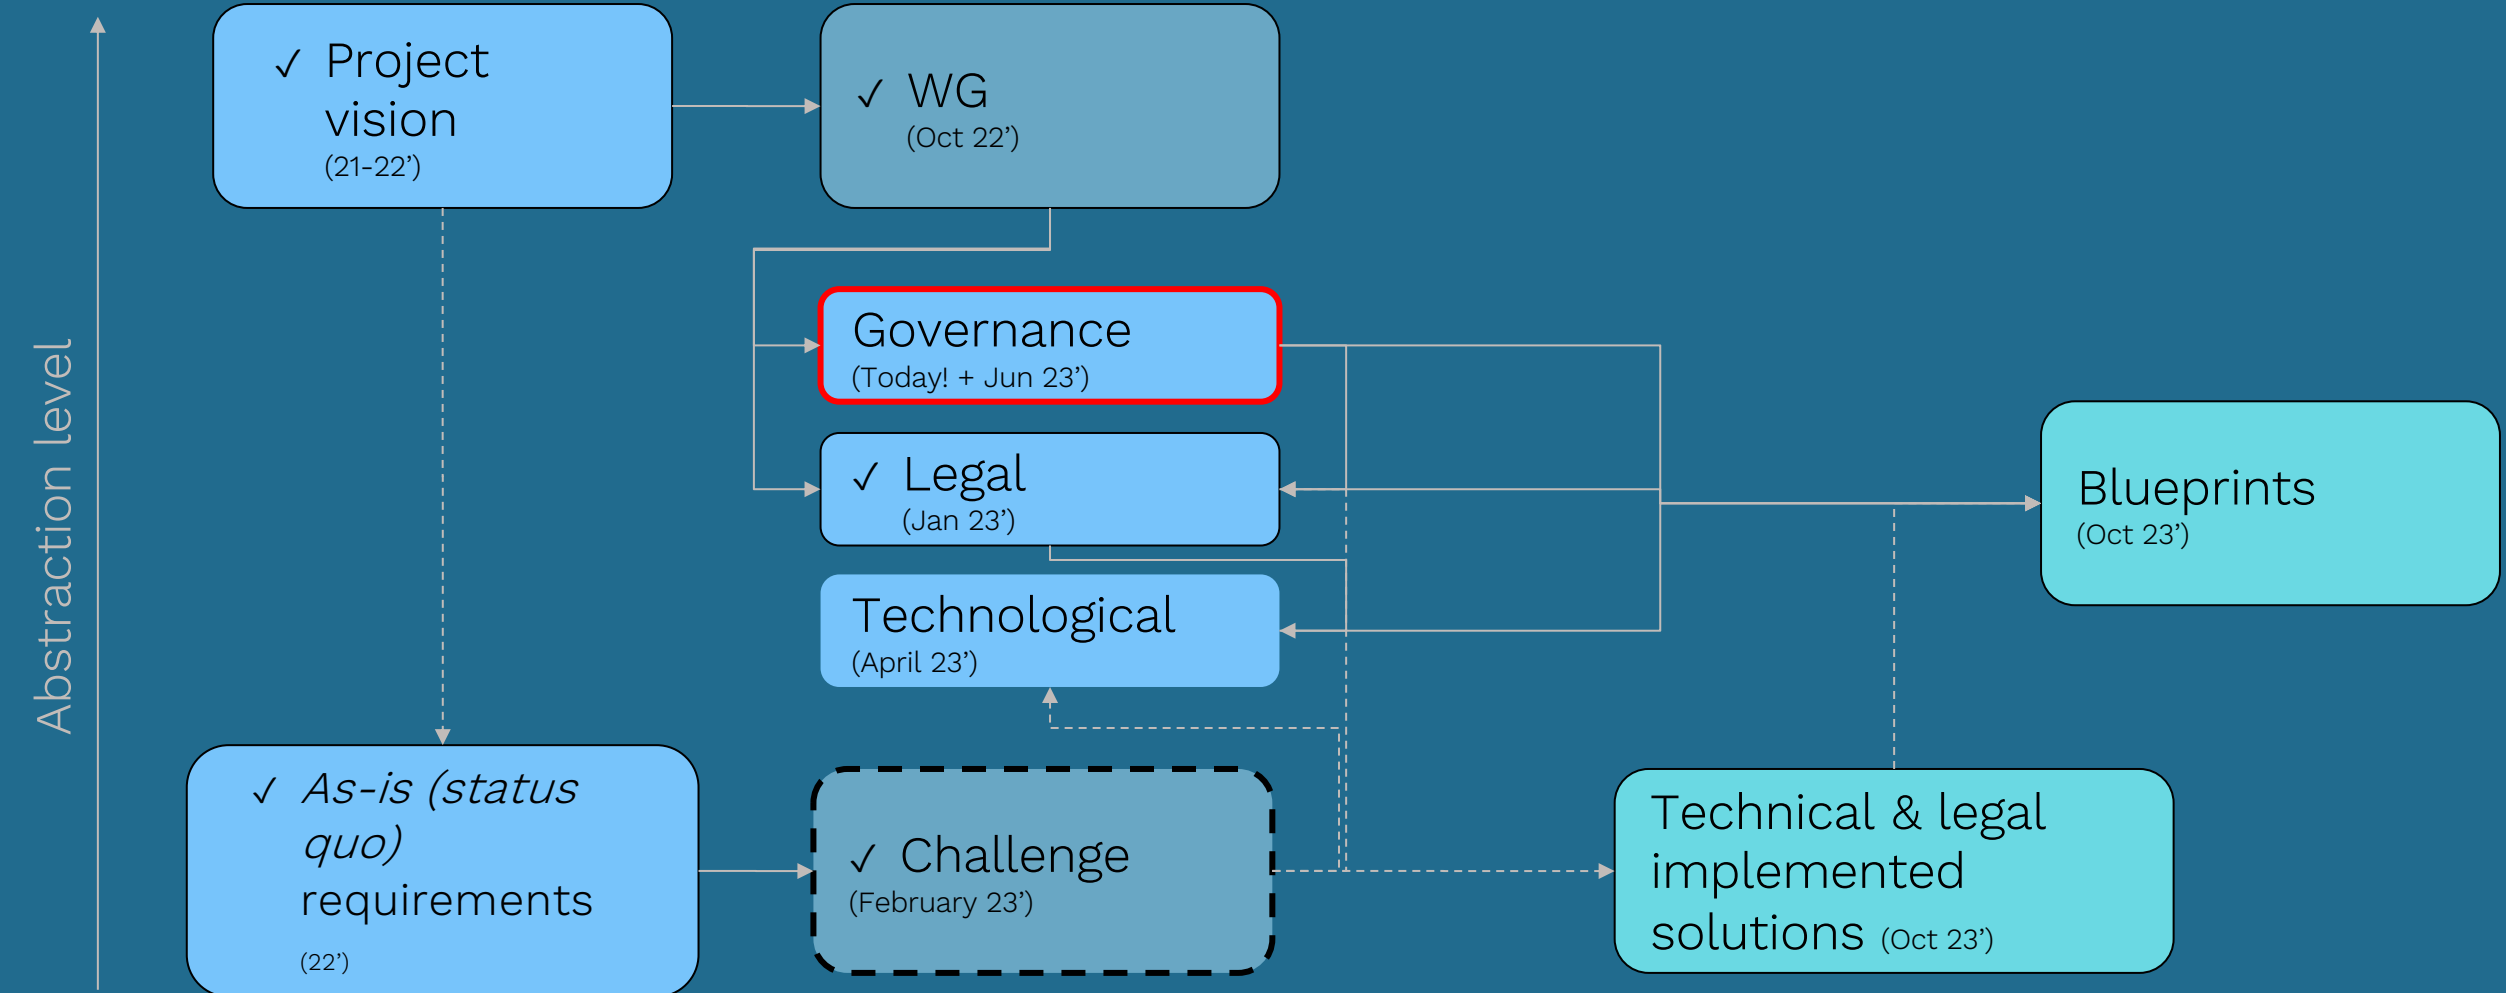 Abstraction level
✓ Project
vision
(21-22’)
✓ WG
(Oct 22’)
Governance
(Today! + Jun 23’)
✓ Legal
(Jan 23’)
Technological
(April 23’)
Blueprints
(Oct 23’)
✓ As-is (status
quo)
requirements
(22’)
✓ Challenge
(February 23’)
Technical & legal
implemented
solutions (Oct 23’)